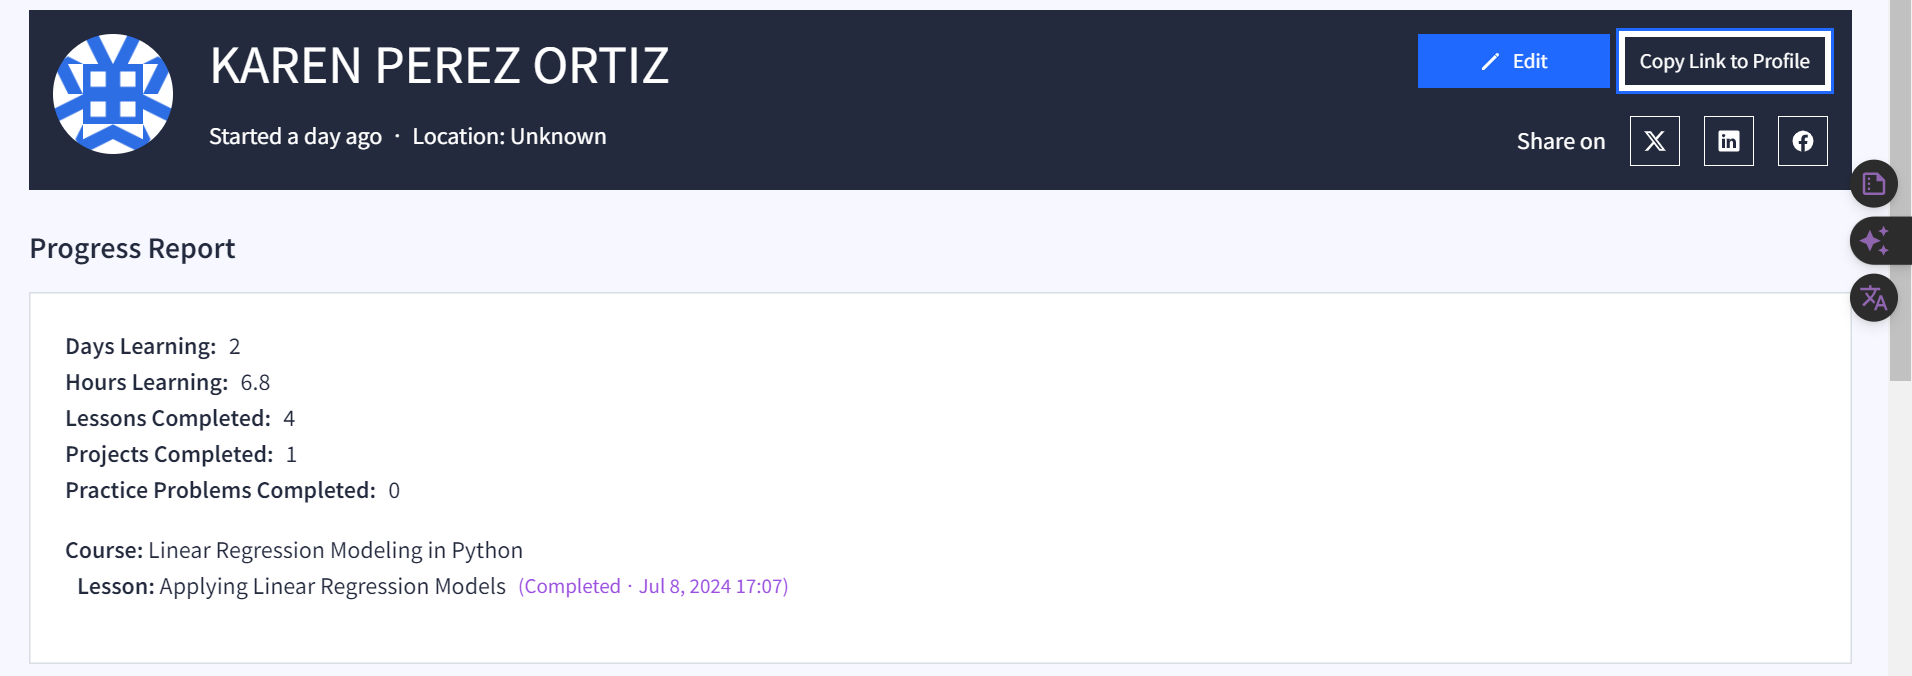 KAREN PEREZ ORTIZ
Started a day ago · Location: Unknown
Edit
Copy Link to Profile
Share on
Progress Report
Days Learning: 2
Hours Learning: 6.8
Lessons Completed: 4
Projects Completed: 1
Practice Problems Completed: 0
Course: Linear Regression Modeling in Python
Lesson: Applying Linear Regression Models (Completed · Jul 8, 2024 17:07)